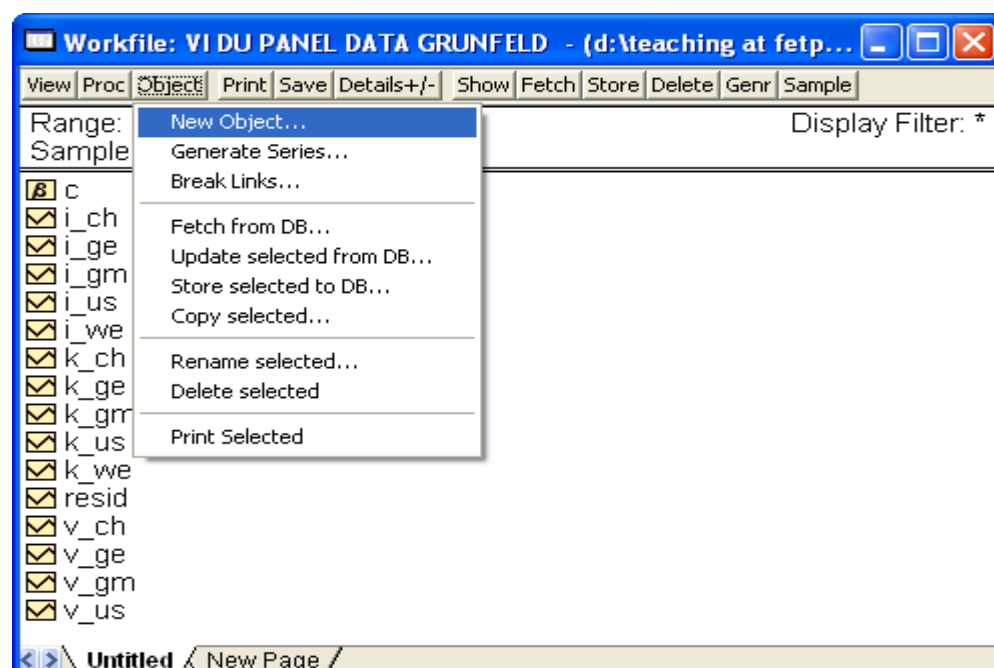 Workfile: VI DU PANEL DATA GRUNFELD - (d:\teaching at fetp...
View Proc Object Print Save Details+/- Show Fetch Store Delete Genr Sample
Range: Display Filter: *
Sample
New Object...
Generate Series...
Break Links...
Fetch from DB...
Update selected from DB...
Store selected to DB...
Copy selected...
Rename selected...
Delete selected
Print Selected
β c
i_ch
i_ge
i_gm
i_us
i_we
k_ch
k_ge
k_gm
k_us
k_we
resid
v_ch
v_ge
v_gm
v_us
Untitled New Page